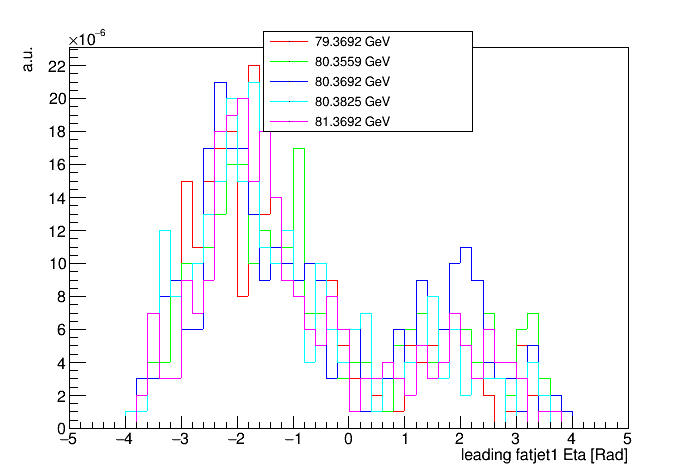 ×10⁻⁶
a.u.
79.3692 GeV
80.3559 GeV
80.3692 GeV
80.3825 GeV
81.3692 GeV
22
20
18
16
14
12
10
8
6
4
2
0
−5 −4 −3 −2 −1 0 1 2 3 4 5
leading fatjet1 Eta [Rad]